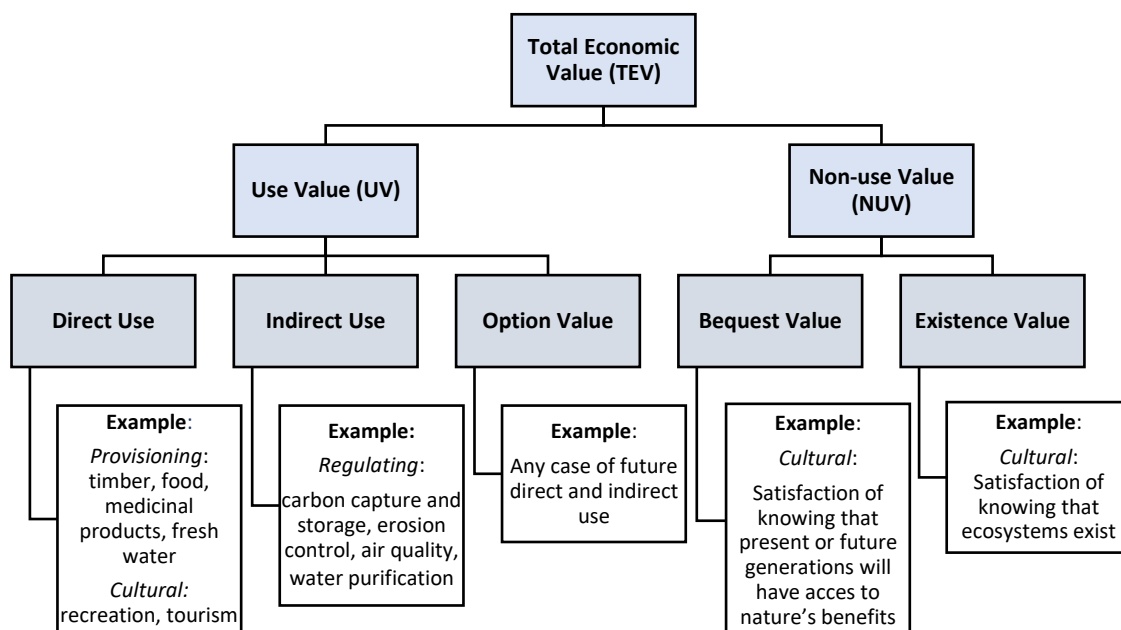 Total Economic
Value (TEV)
Use Value (UV)
Non-use Value
(NUV)
Direct Use
Indirect Use
Option Value
Bequest Value
Existence Value
Example:
Provisioning:
timber, food,
medicinal
products, fresh
water
Cultural:
recreation, tourism
Example:
Regulating:
carbon capture and
storage, erosion
control, air quality,
water purification
Example:
Any case of future
direct and indirect
use
Example:
Cultural:
Satisfaction of
knowing that
present or future
generations will
have acces to
nature’s benefits
Example:
Cultural:
Satisfaction of
knowing that
ecosystems exist